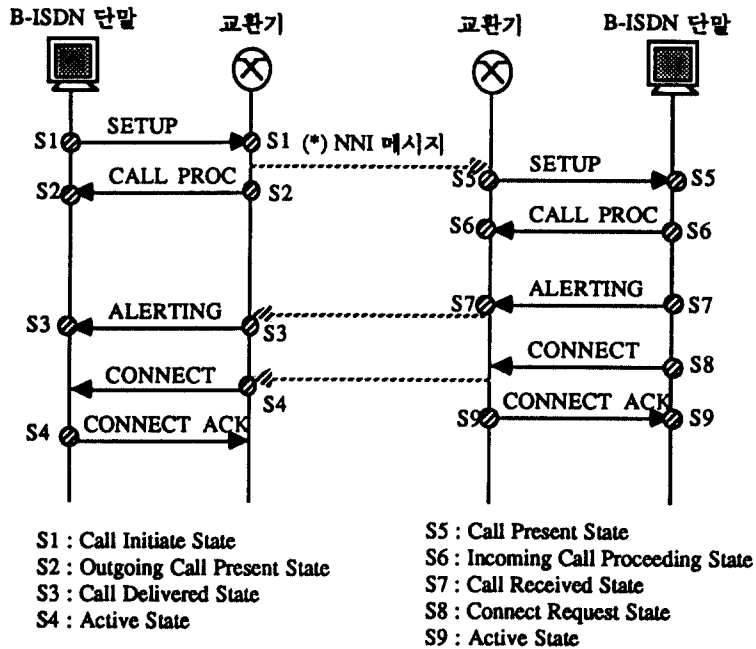 B-ISDN 단말 교환기 교환기 B-ISDN 단말
S1 SETUP S1 (*) NNI 메시지
S5 SETUP S5
S2 CALL PROC S2
S6 CALL PROC S6
S7 ALERTING S7
S3 ALERTING S3
CONNECT S8
CONNECT S4
S9 CONNECT ACK S9
S4 CONNECT ACK
S1 : Call Initiate State
S2 : Outgoing Call Present State
S3 : Call Delivered State
S4 : Active State
S5 : Call Present State
S6 : Incoming Call Proceeding State
S7 : Call Received State
S8 : Connect Request State
S9 : Active State